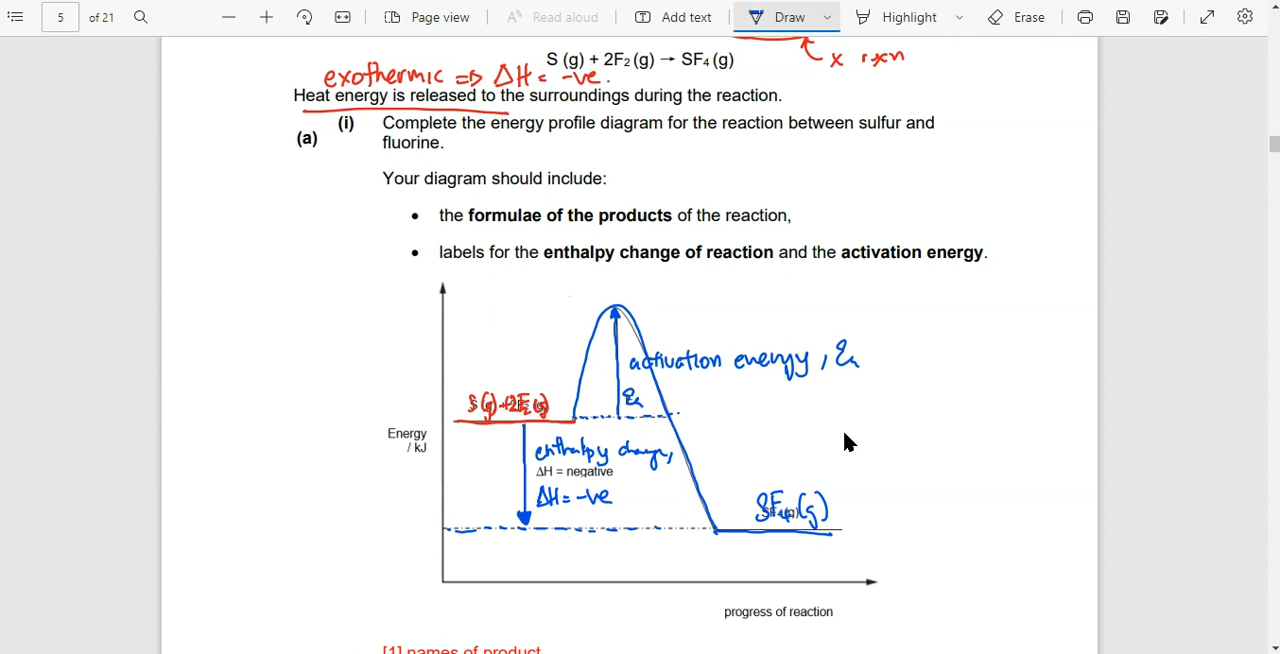 5 of 21 Page view Read aloud Add text Draw Highlight Erase
S (g) + 2F₂ (g) → SF₄ (g)
x rxn
exothermic => ΔH = -ve.
Heat energy is released to the surroundings during the reaction.
(a) (i) Complete the energy profile diagram for the reaction between sulfur and
fluorine.
Your diagram should include:
• the formulae of the products of the reaction,
• labels for the enthalpy change of reaction and the activation energy.
activation energy, Ea
Ea
S(g)+2F₂(g)
Energy
/ kJ
enthalpy change,
ΔH = negative
ΔH = -ve
SF₄(g)
progress of reaction
[1] names of product